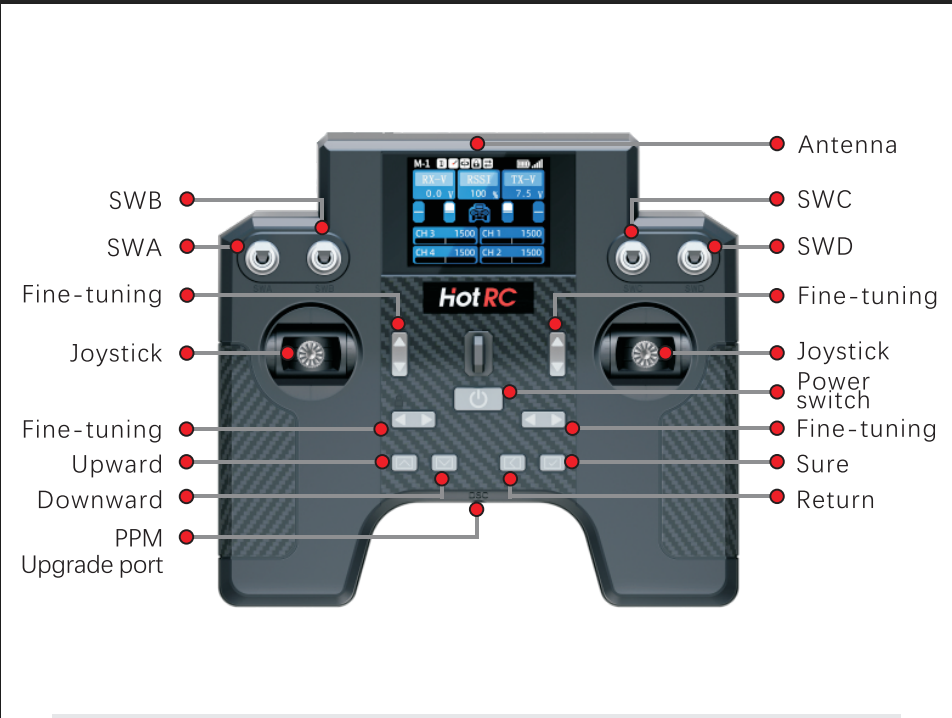 Antenna
M-1
RX-V RSSI TX-V
0.0 V 100 % 7.5 V
SWB
SWC
SWA
SWD
CH 3 1500 CH 1 1500
CH 4 1500 CH 2 1500
SWC
Fine-tuning
HotRC
Fine-tuning
Joystick
Joystick
Power
switch
Fine-tuning
Fine-tuning
Upward
Sure
Downward
DSC
Return
PPM
Upgrade port